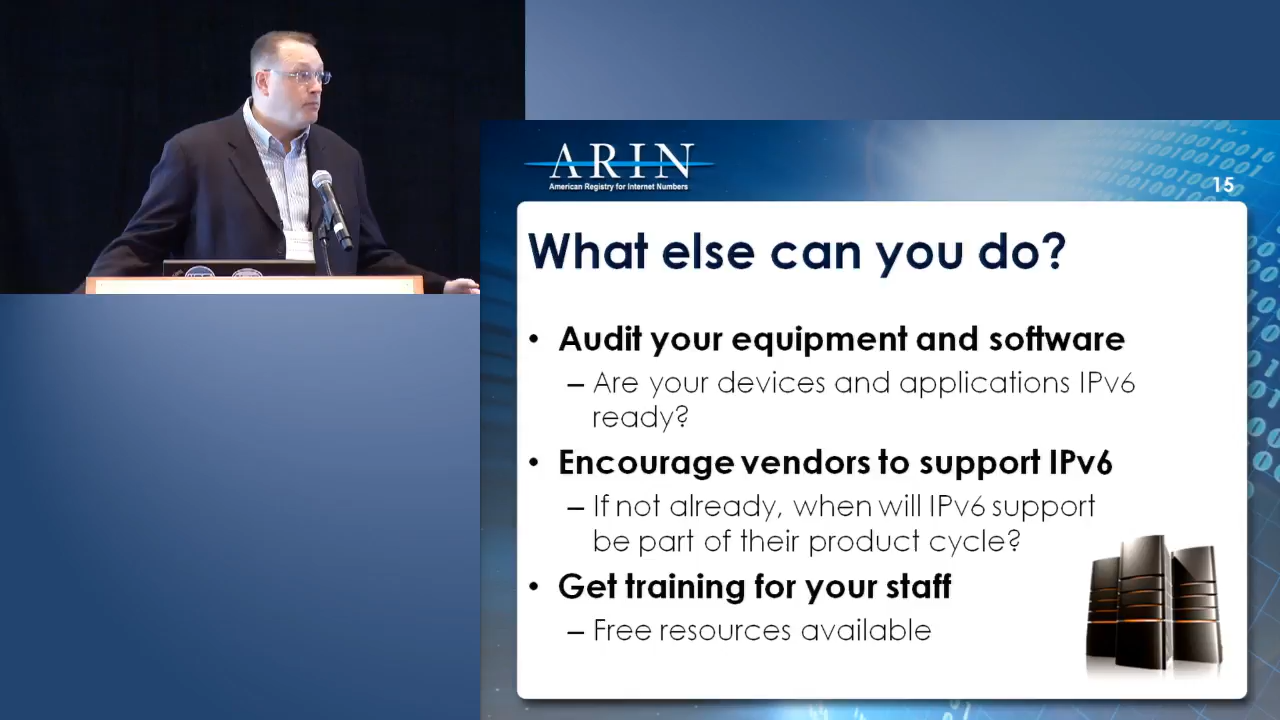 ARIN
American Registry for Internet Numbers
15
What else can you do?
• Audit your equipment and software
– Are your devices and applications IPv6
ready?
• Encourage vendors to support IPv6
– If not already, when will IPv6 support
be part of their product cycle?
• Get training for your staff
– Free resources available